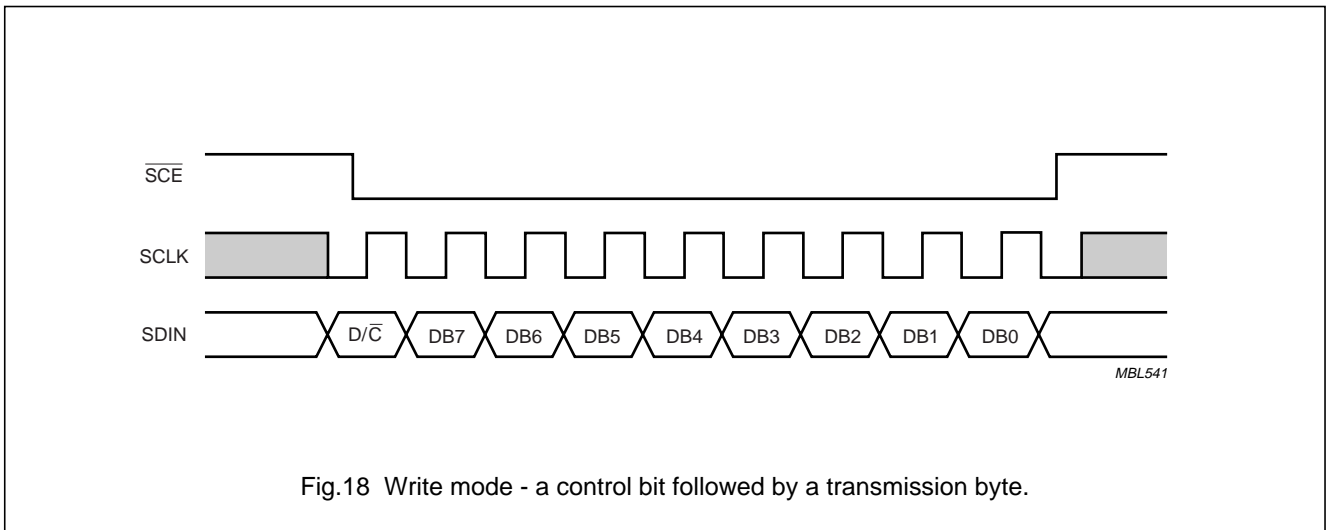 S̅C̅E̅
SCLK
SDIN D/C̅ DB7 DB6 DB5 DB4 DB3 DB2 DB1 DB0
MBL541
Fig.18 Write mode - a control bit followed by a transmission byte.